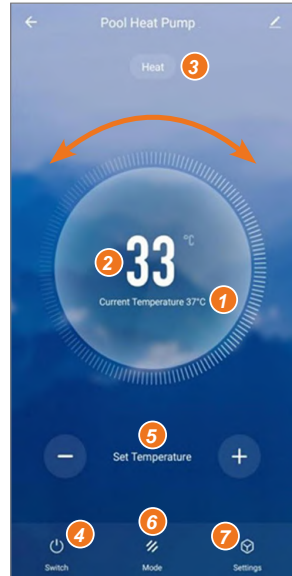 Pool Heat Pump
Heat 3
2 33 °C
Current Temperature 37°C 1
5
Set Temperature
4 6 7
Switch Mode Settings